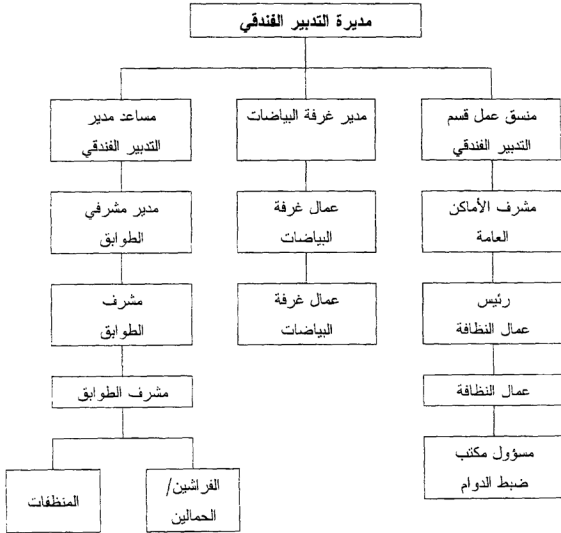 مديرة التدبير الفندقي
منسق عمل قسم
التدبير الفندقي
مدير غرفة البياضات
مساعد مدير
التدبير الفندقي
مشرف الأماكن
العامة
عمال غرفة
البياضات
مدير مشرفي
الطوابق
رئيس
عمال النظافة
عمال غرفة
البياضات
مشرف
الطوابق
عمال النظافة
مشرف الطوابق
مسؤول مكتب
ضبط الدوام
الفراشين/
الحمالين
المنظفات